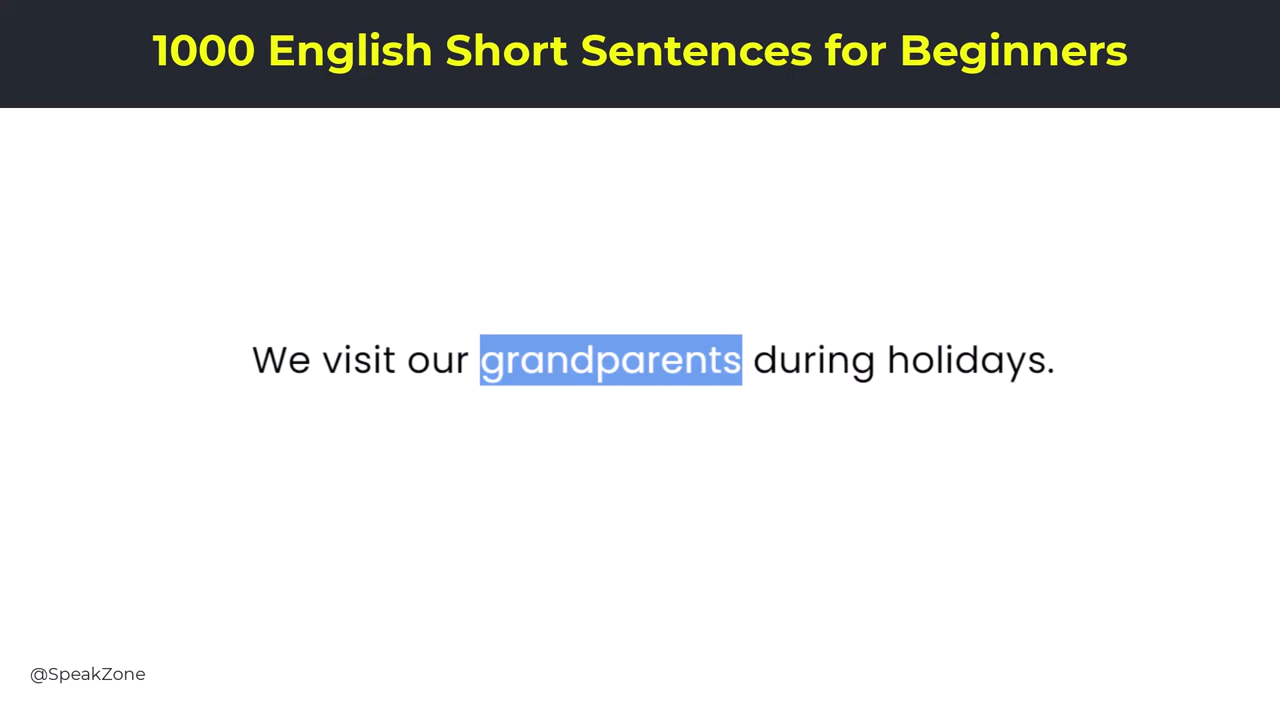 1000 English Short Sentences for Beginners
We visit our grandparents during holidays.
@SpeakZone